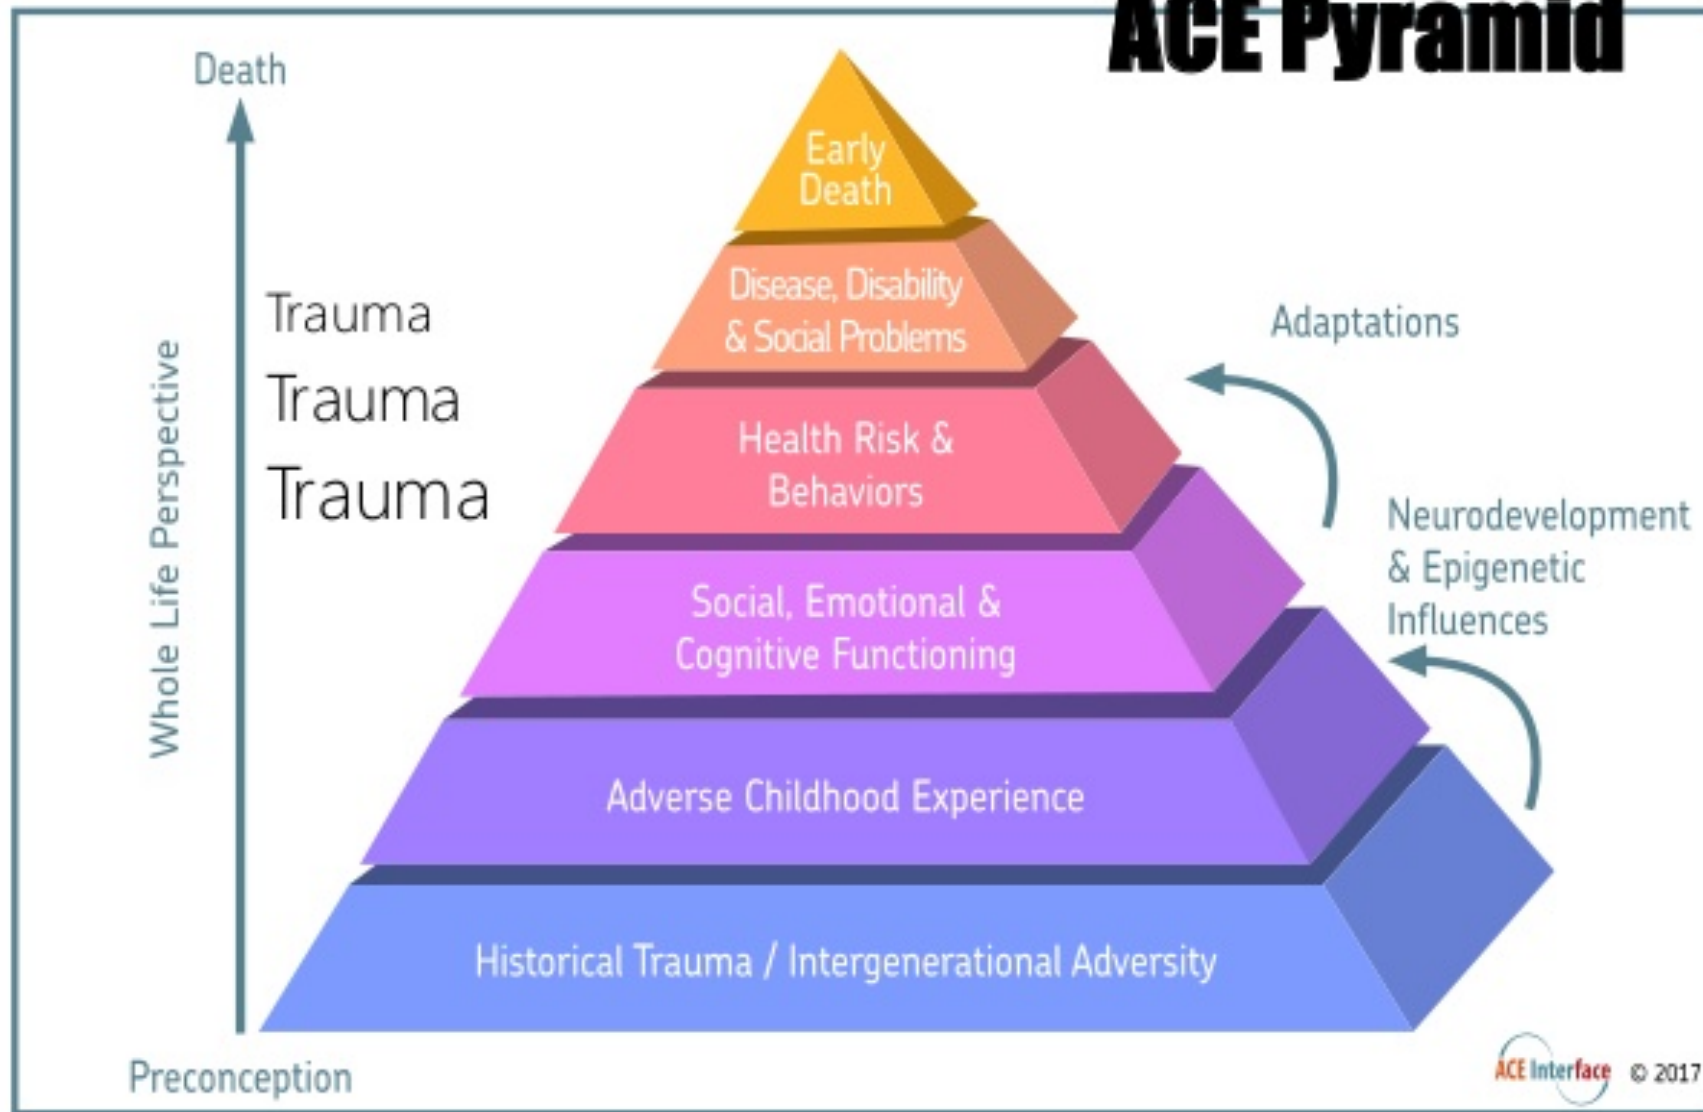 ACE Pyramid
Death
Early
Death
Disease, Disability
& Social Problems
Trauma
Adaptations
Trauma
Health Risk &
Behaviors
Trauma
Whole Life Perspective
Neurodevelopment
& Epigenetic
Influences
Social, Emotional &
Cognitive Functioning
Adverse Childhood Experience
Historical Trauma / Intergenerational Adversity
Preconception
ACE Interface © 2017